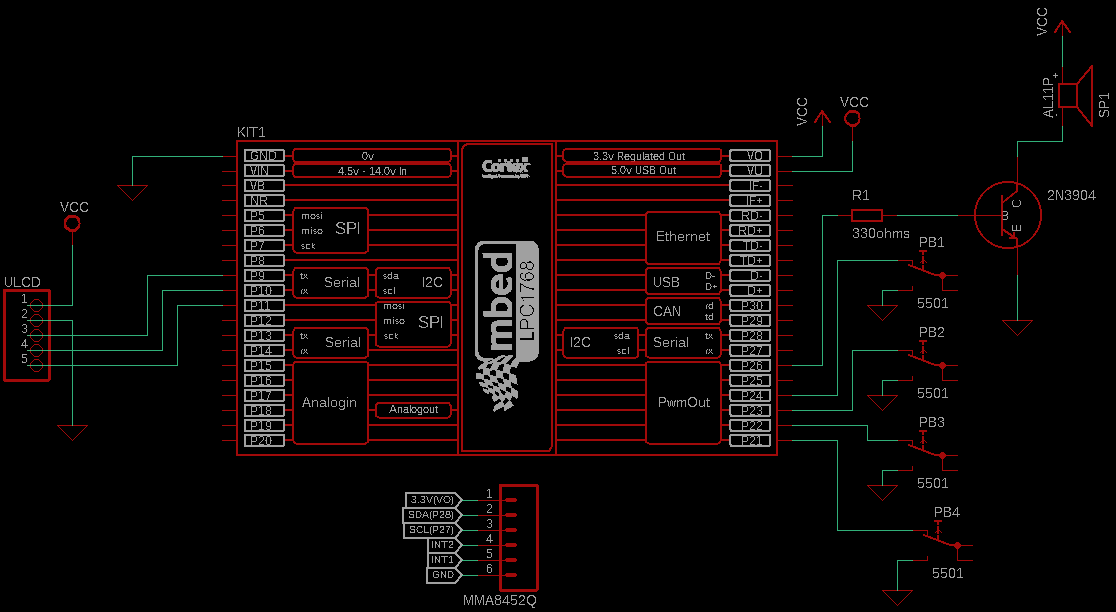 VCC
AL11P
+
-
SP1
VCC
VCC
KIT1
GND
0v
3.3v Regulated Out
VO
VIN
4.5v - 14.0v In
5.0v USB Out
VU
VB
Cortex
IF-
NR
IF+
P5
mosi
RD-
P6
miso
SPI
Ethernet
RD+
P7
sck
TD-
P8
TD+
P9
tx
Serial
sda
I2C
USB
D-
D-
P10
rx
scl
D+
D+
P11
mosi
CAN
rd
P30
P12
miso
SPI
td
P29
P13
tx
Serial
sck
I2C
sda
Serial
tx
P28
P14
rx
scl
rx
P27
P15
P26
P16
P25
P17
Analogin
PwmOut
P24
P18
Analogout
P23
P19
P22
P20
P21
mbed
LPC1768
VCC
ULCD
1
2
3
4
5
R1
330ohms
2N3904
B
C
E
PB1
5501
PB2
5501
PB3
5501
PB4
5501
3.3V(VO)
1
SDA(P28)
2
SCL(P27)
3
INT2
4
INT1
5
GND
6
MMA8452Q